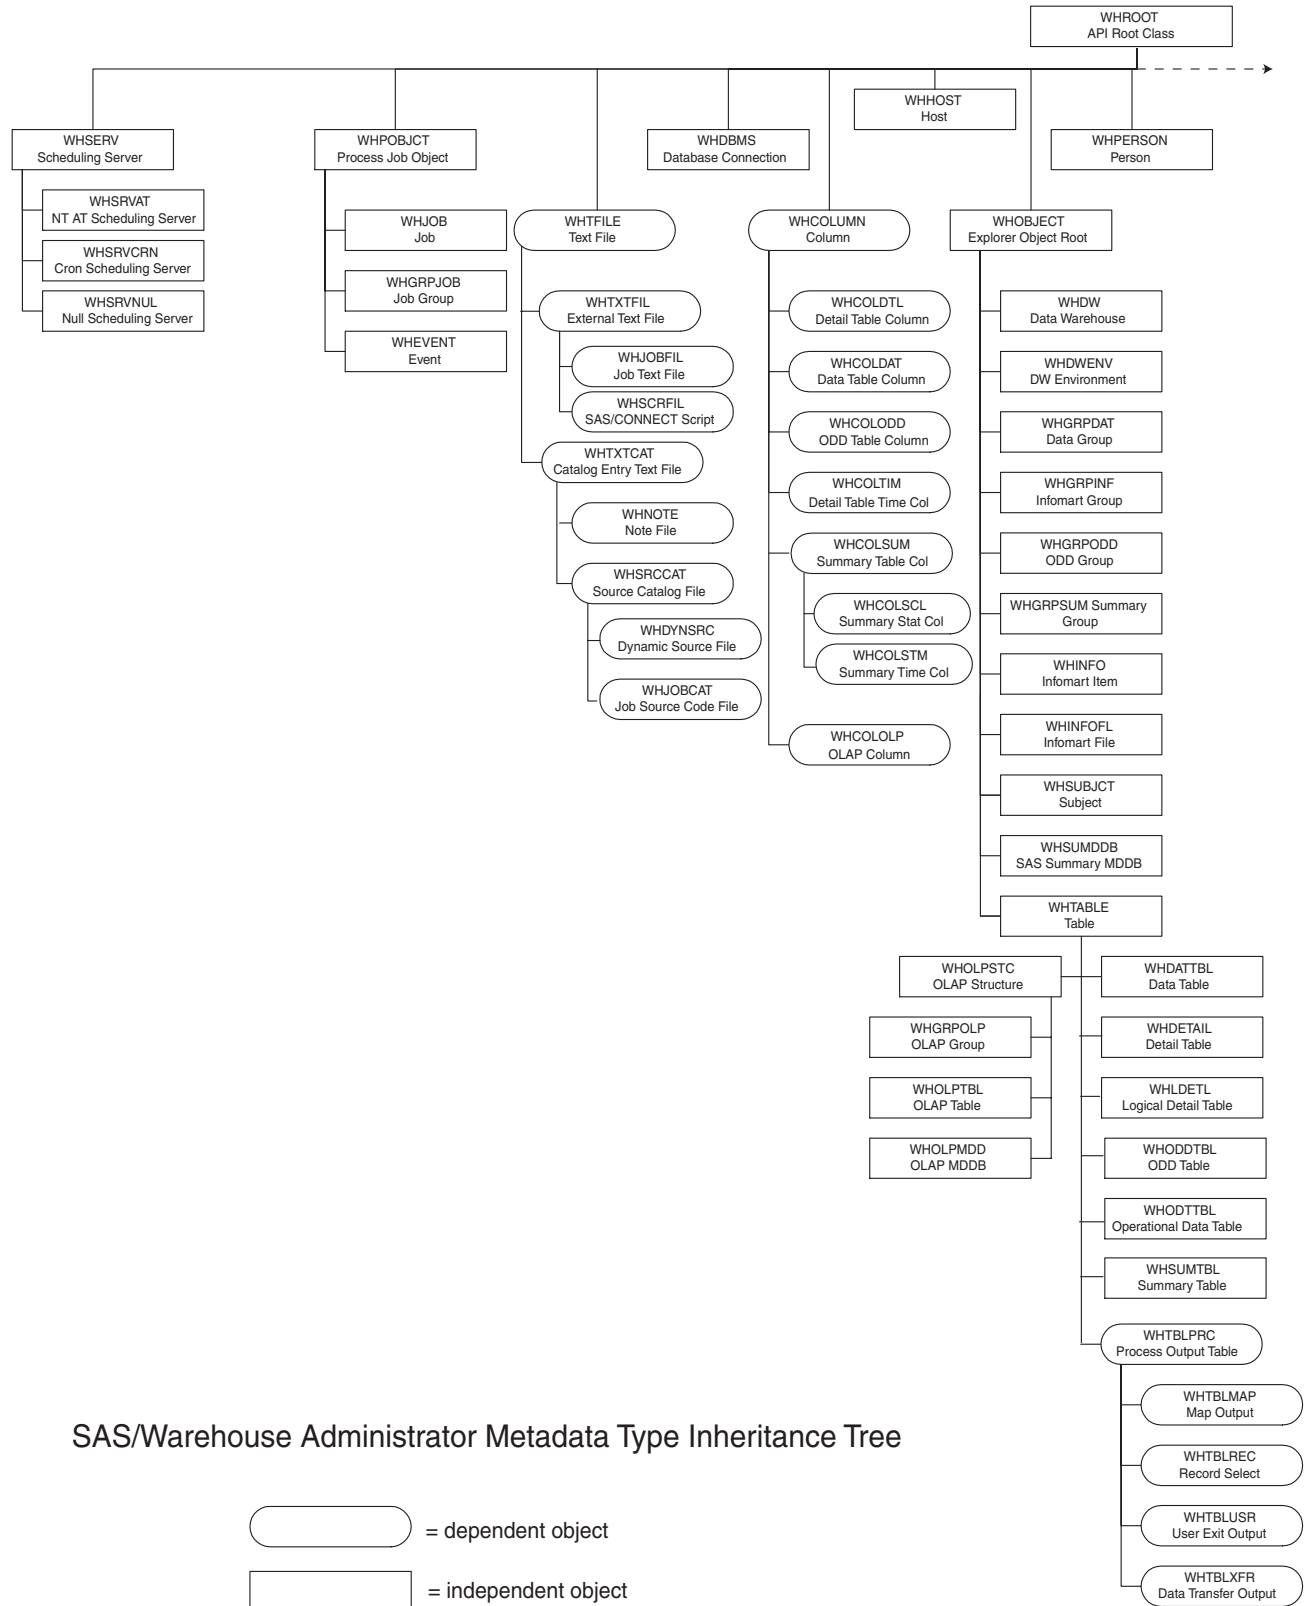 WHROOT
API Root Class
WHHOST
Host
WHSERV
Scheduling Server
WHPOBJCT
Process Job Object
WHDBMS
Database Connection
WHPERSON
Person
WHSRVAT
NT AT Scheduling Server
WHSRVCRN
Cron Scheduling Server
WHSRVNUL
Null Scheduling Server
WHJOB
Job
WHGRPJOB
Job Group
WHEVENT
Event
WHTFILE
Text File
WHTXTFIL
External Text File
WHJOBFIL
Job Text File
WHSCRFIL
SAS/CONNECT Script
WHTXTCAT
Catalog Entry Text File
WHNOTE
Note File
WHSRCCAT
Source Catalog File
WHDYNSRC
Dynamic Source File
WHJOBCAT
Job Source Code File
WHCOLUMN
Column
WHCOLDTL
Detail Table Column
WHCOLDAT
Data Table Column
WHCOLODD
ODD Table Column
WHCOLTIM
Detail Table Time Col
WHCOLSUM
Summary Table Col
WHCOLSCL
Summary Stat Col
WHCOLSTM
Summary Time Col
WHCOLOLP
OLAP Column
WHOBJECT
Explorer Object Root
WHDW
Data Warehouse
WHDWENV
DW Environment
WHGRPDAT
Data Group
WHGRPINF
Infomart Group
WHGRPODD
ODD Group
WHGRPSUM Summary
Group
WHINFO
Infomart Item
WHINFOFL
Infomart File
WHSUBJCT
Subject
WHSUMDDB
SAS Summary MDDB
WHTABLE
Table
WHOLPSTC
OLAP Structure
WHGRPOLP
OLAP Group
WHOLPTBL
OLAP Table
WHOLPMDD
OLAP MDDB
WHDATTBL
Data Table
WHDETAIL
Detail Table
WHLDETL
Logical Detail Table
WHODDTBL
ODD Table
WHODTTBL
Operational Data Table
WHSUMTBL
Summary Table
WHTBLPRC
Process Output Table
WHTBLMAP
Map Output
WHTBLREC
Record Select
WHTBLUSR
User Exit Output
WHTBLXFR
Data Transfer Output
SAS/Warehouse Administrator Metadata Type Inheritance Tree
= dependent object
= independent object